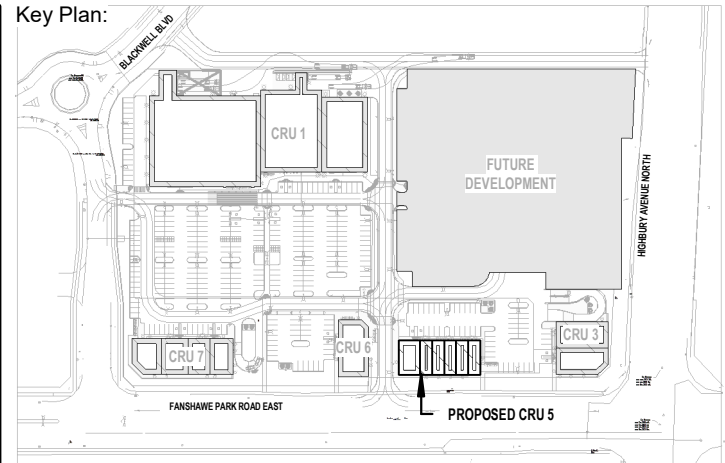 Key Plan:
BLACKWELL BLVD
CRU 1
FUTURE
DEVELOPMENT
HIGHBURY AVENUE NORTH
CRU 7
CRU 6
CRU 3
FANSHAWE PARK ROAD EAST
PROPOSED CRU 5